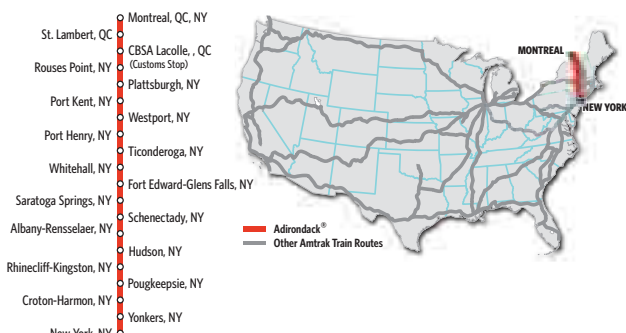 Montreal, QC, NY
St. Lambert, QC
CBSA Lacolle, , QC
(Customs Stop)
Rouses Point, NY
Plattsburgh, NY
Port Kent, NY
Westport, NY
Port Henry, NY
Ticonderoga, NY
Whitehall, NY
Fort Edward-Glens Falls, NY
Saratoga Springs, NY
Schenectady, NY
Albany-Rensselaer, NY
Hudson, NY
Rhinecliff-Kingston, NY
Pougkeepsie, NY
Croton-Harmon, NY
Yonkers, NY
New York, NY
MONTREAL
NEW YORK
Adirondack®
Other Amtrak Train Routes